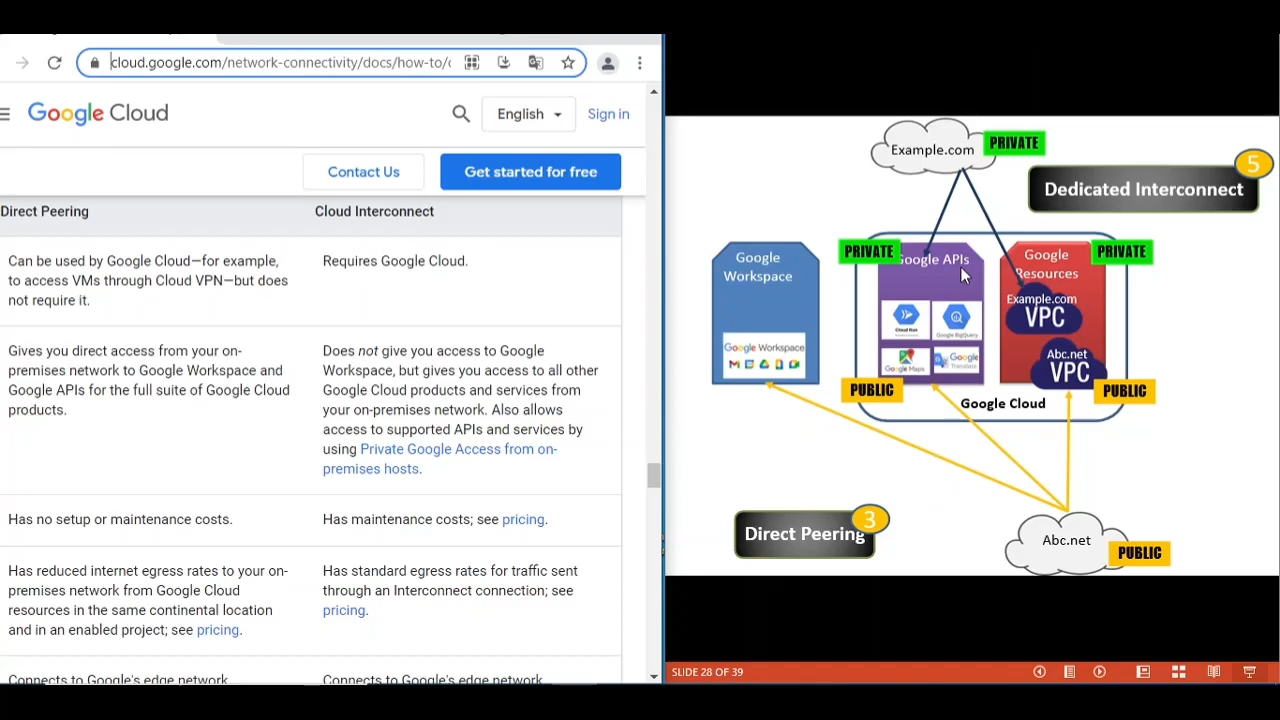 cloud.google.com/network-connectivity/docs/how-to/
Google Cloud
English
Sign in
Contact Us
Get started for free
Direct Peering
Cloud Interconnect
Can be used by Google Cloud—for example,
to access VMs through Cloud VPN—but does
not require it.
Requires Google Cloud.
Gives you direct access from your on-
premises network to Google Workspace and
Google APIs for the full suite of Google Cloud
products.
Does not give you access to Google
Workspace, but gives you access to all other
Google Cloud products and services from
your on-premises network. Also allows
access to supported APIs and services by
using Private Google Access from on-
premises hosts.
Has no setup or maintenance costs.
Has maintenance costs; see pricing.
Has reduced internet egress rates to your on-
premises network from Google Cloud
resources in the same continental location
and in an enabled project; see pricing.
Has standard egress rates for traffic sent
through an Interconnect connection; see
pricing.
Connects to Google's edge network
Connects to Google's edge network
Example.com
PRIVATE
5
Dedicated Interconnect
Google
Workspace
Google Workspace
PRIVATE
Google APIs
Cloud Run
Google BigQuery
Google Maps
Google
Translate
PUBLIC
Google
Resources
PRIVATE
Example.com
VPC
Abc.net
VPC
PUBLIC
Google Cloud
Direct Peering
3
Abc.net
PUBLIC
SLIDE 28 OF 39